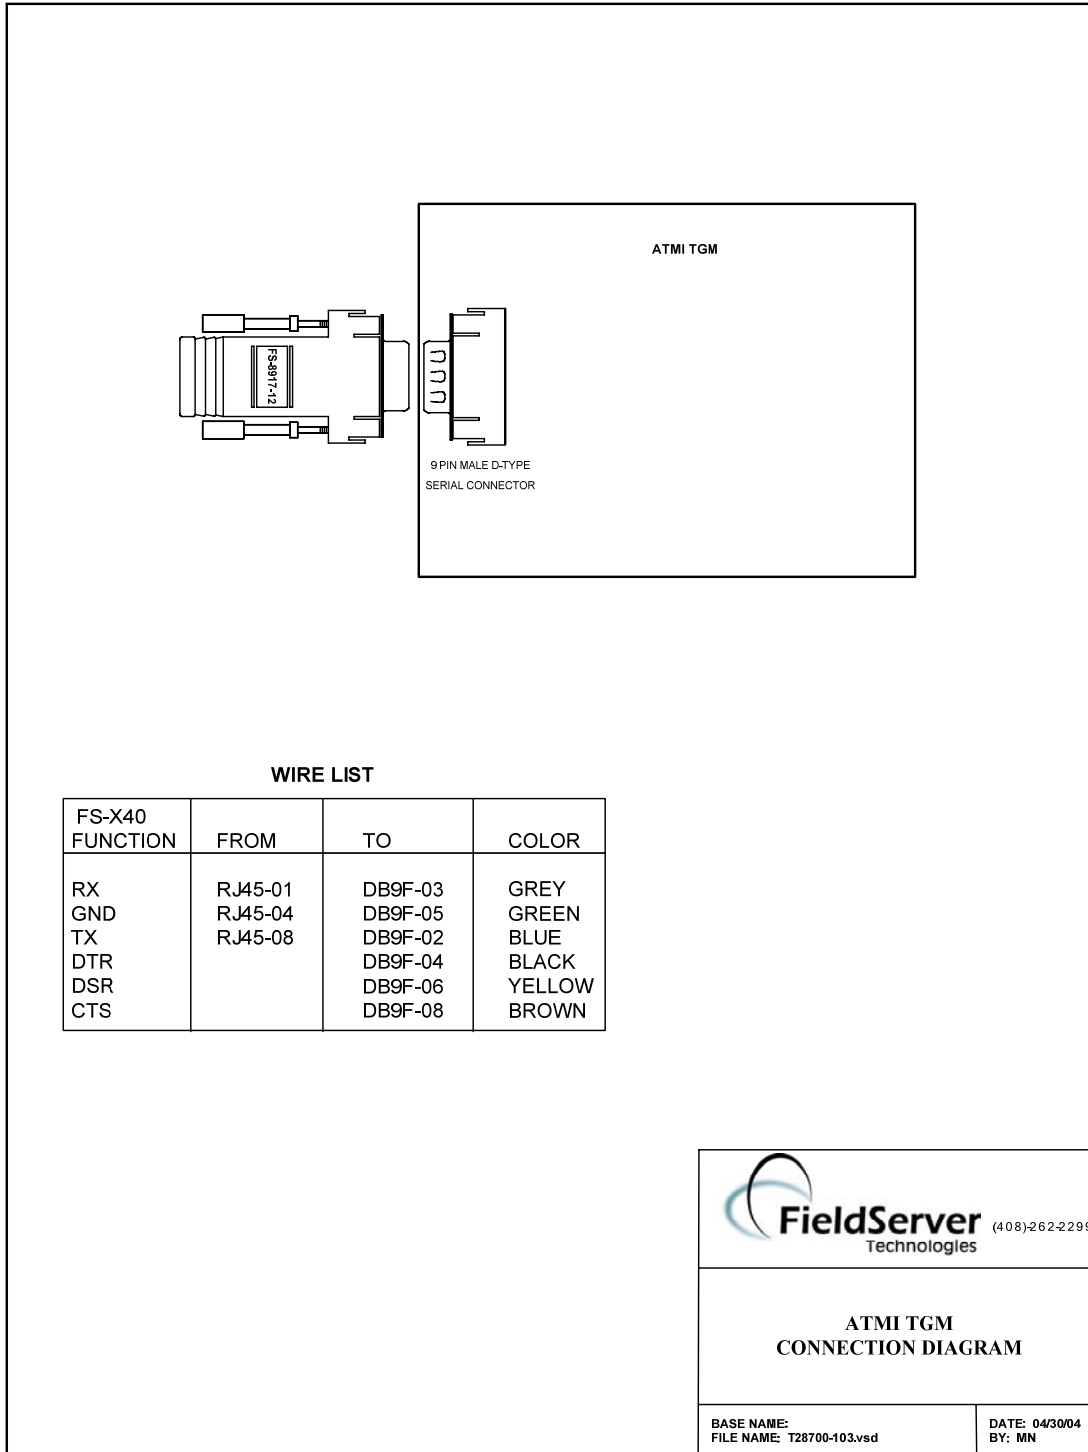 ATMI TGM
FS-8917-12
9 PIN MALE D-TYPE
SERIAL CONNECTOR
WIRE LIST
FS-X40
FUNCTION FROM TO COLOR
RX RJ45-01 DB9F-03 GREY
GND RJ45-04 DB9F-05 GREEN
TX RJ45-08 DB9F-02 BLUE
DTR DB9F-04 BLACK
DSR DB9F-06 YELLOW
CTS DB9F-08 BROWN
FieldServer (408)-262-2299
Technologies
ATMI TGM
CONNECTION DIAGRAM
BASE NAME: DATE: 04/30/04
FILE NAME: T28700-103.vsd BY: MN